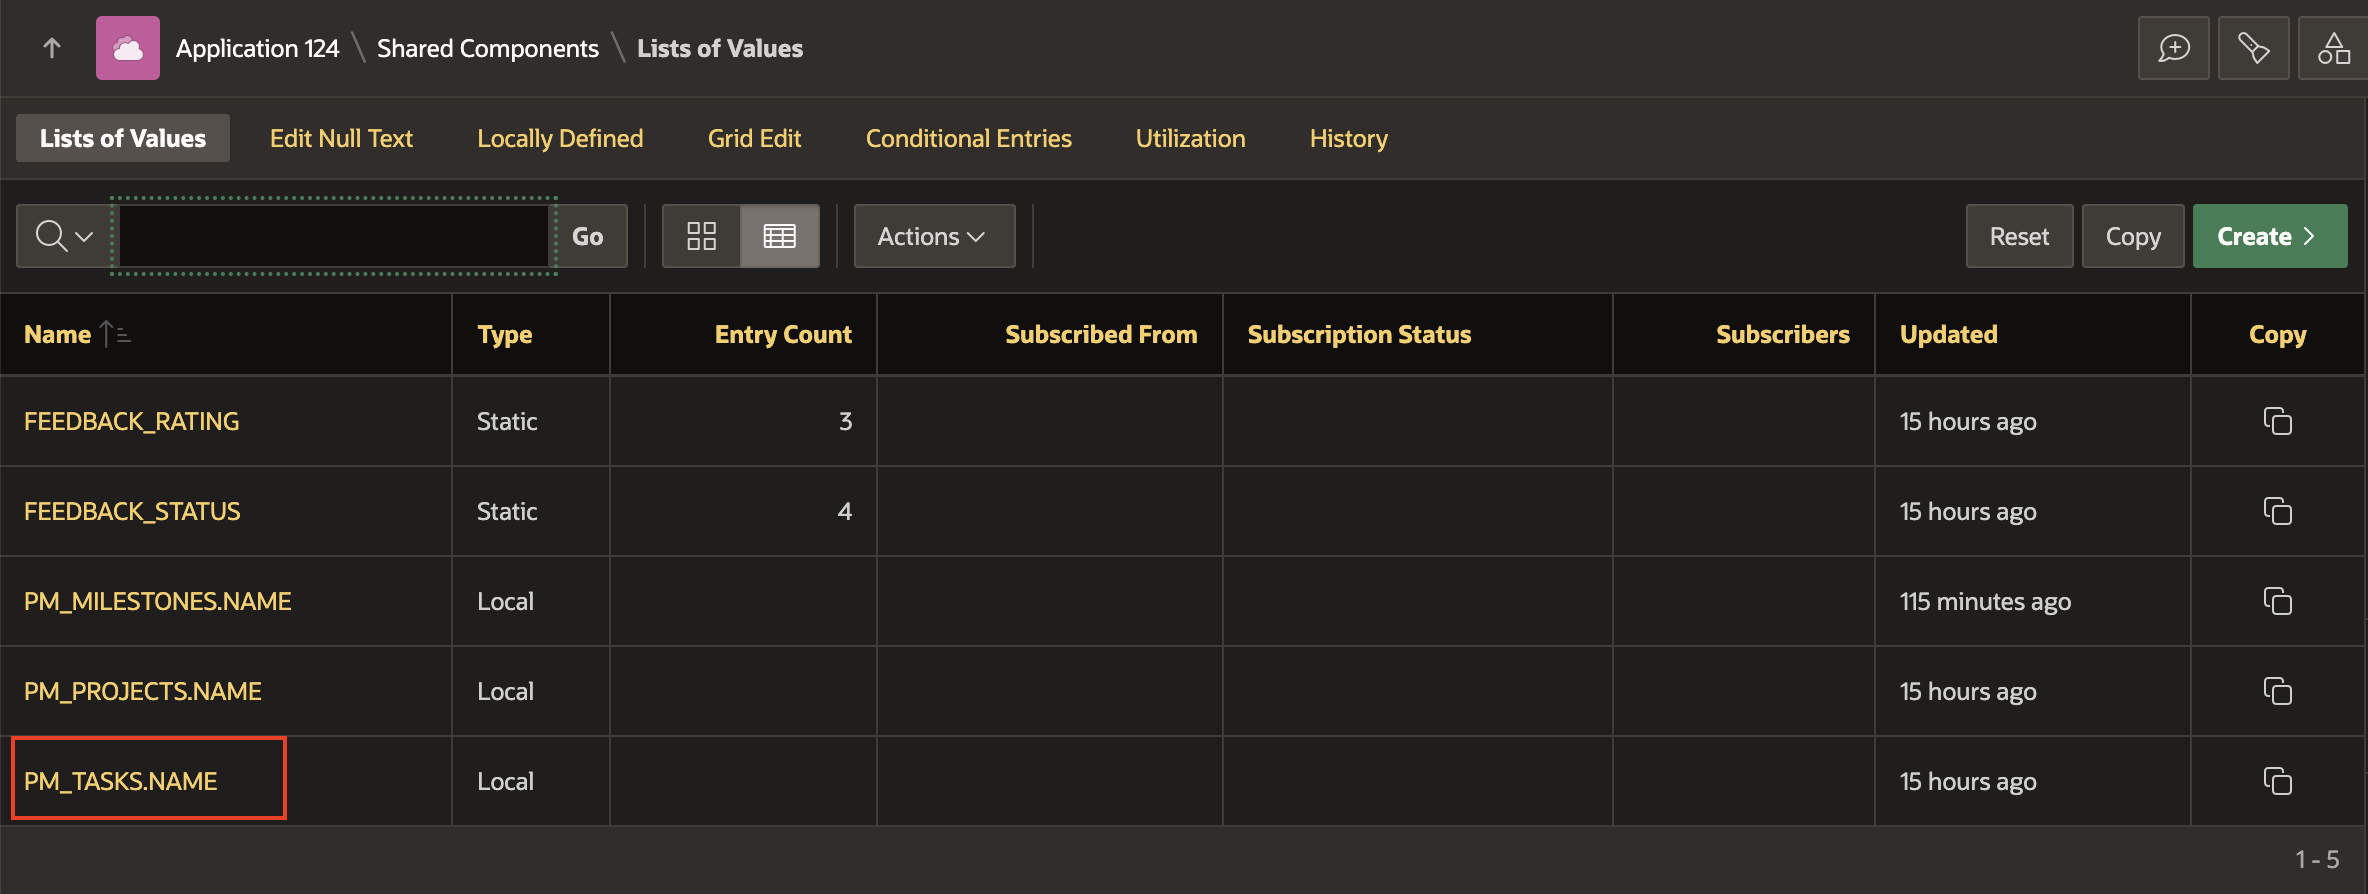 Application 124 \ Shared Components \ Lists of Values
Lists of Values Edit Null Text Locally Defined Grid Edit Conditional Entries Utilization History
Go Actions Reset Copy Create
Name Type Entry Count Subscribed From Subscription Status Subscribers Updated Copy
FEEDBACK_RATING Static 3 15 hours ago
FEEDBACK_STATUS Static 4 15 hours ago
PM_MILESTONES.NAME Local 115 minutes ago
PM_PROJECTS.NAME Local 15 hours ago
PM_TASKS.NAME Local 15 hours ago
1 - 5